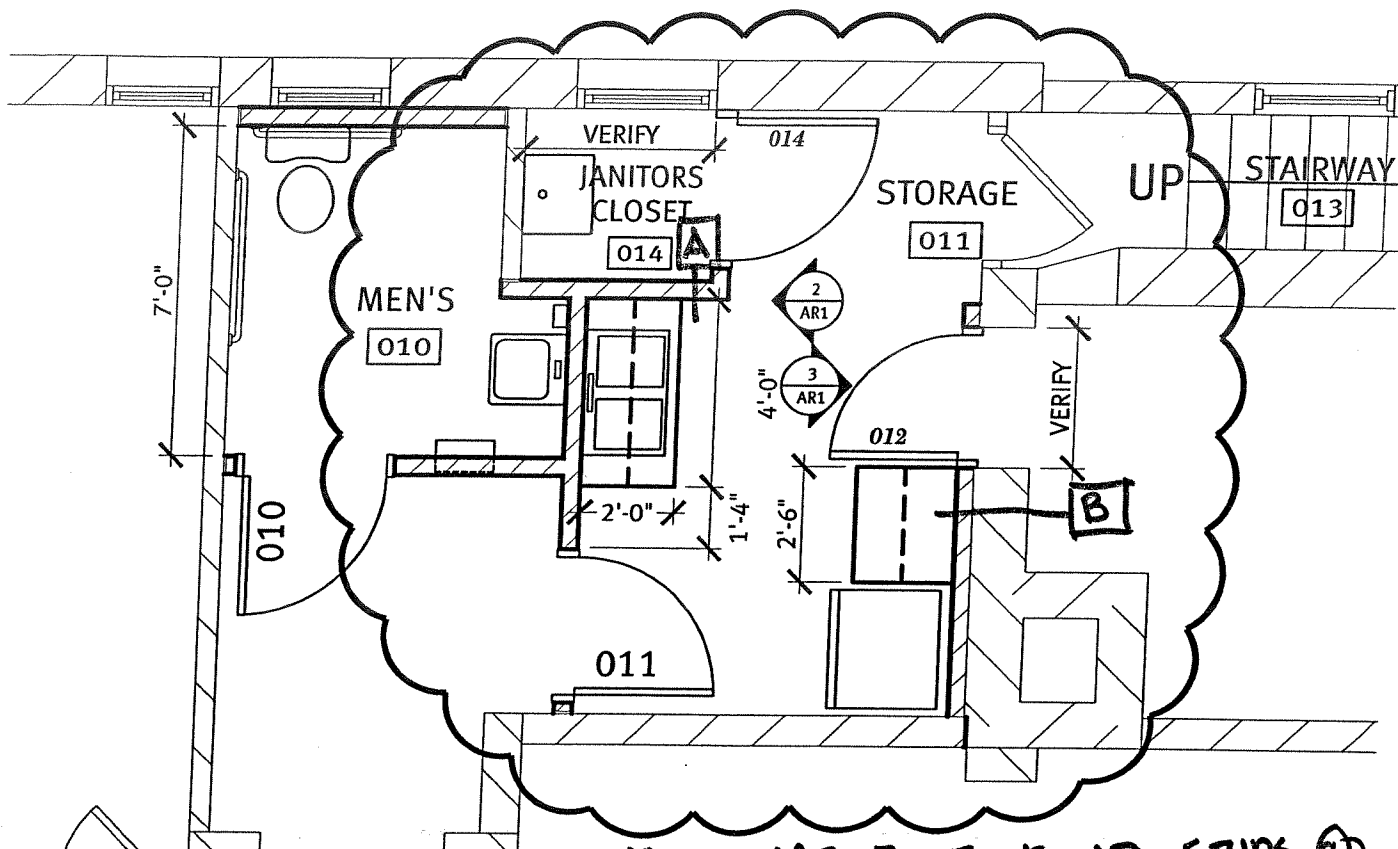 VERIFY
014
JANITORS
CLOSET
014
A
STORAGE
011
UP
STAIRWAY
013
7'-0"
MEN'S
010
2
AR1
3
AR1
4'-0"
VERIFY
012
010
2'-0"
1'-4"
2'-6"
B
011